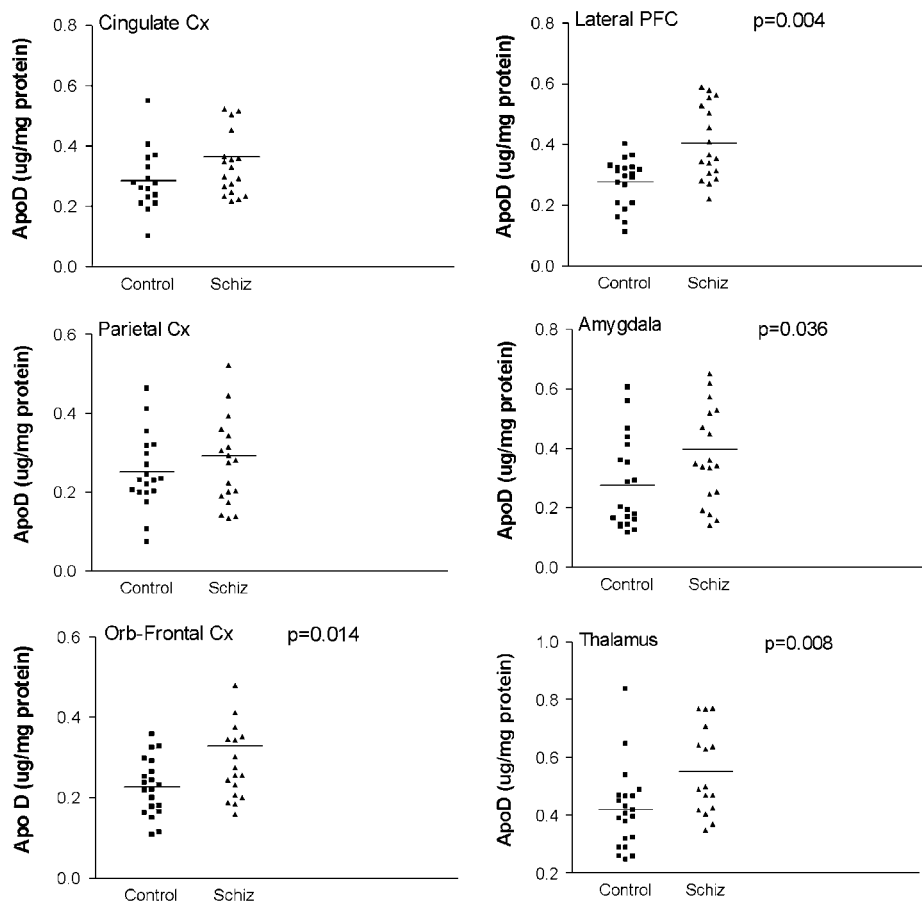 Cingulate Cx
ApoD (ug/mg protein)
0.8
0.6
0.4
0.2
0.0
Control Schiz
Lateral PFC p=0.004
ApoD (ug/mg protein)
0.8
0.6
0.4
0.2
0.0
Control Schiz
Parietal Cx
ApoD (ug/mg protein)
0.6
0.4
0.2
0.0
Control Schiz
Amygdala p=0.036
ApoD (ug/mg protein)
0.8
0.6
0.4
0.2
0.0
Control Schiz
Orb-Frontal Cx p=0.014
Apo D (ug/mg protein)
0.6
0.4
0.2
0.0
Control Schiz
Thalamus p=0.008
ApoD (ug/mg protein)
1.0
0.8
0.6
0.4
0.2
Control Schiz